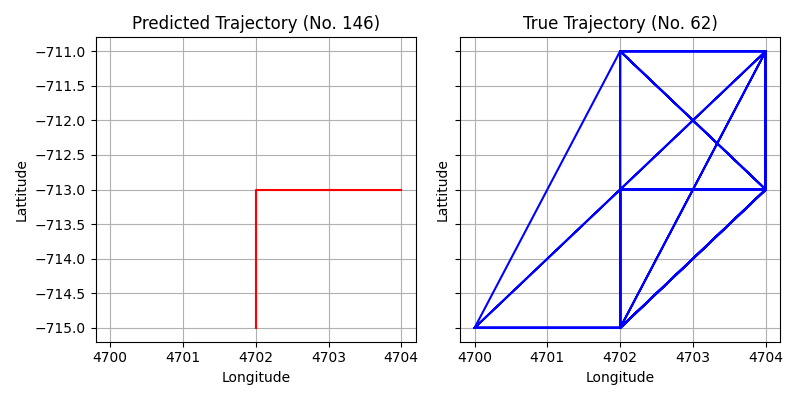 Predicted Trajectory (No. 146)
True Trajectory (No. 62)
−711.0
−711.5
−712.0
−712.5
−713.0
−713.5
−714.0
−714.5
−715.0
Lattitude
Lattitude
4700 4701 4702 4703 4704
4700 4701 4702 4703 4704
Longitude
Longitude